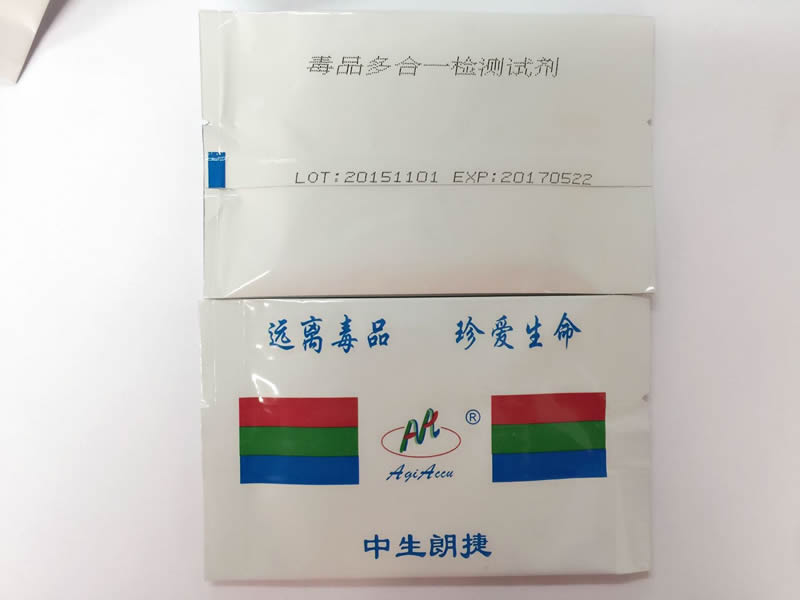 毒品多合一检测试剂
LOT:20151101 EXP:20170522
远离毒品 珍爱生命
®
AgiAccu
中生朗捷